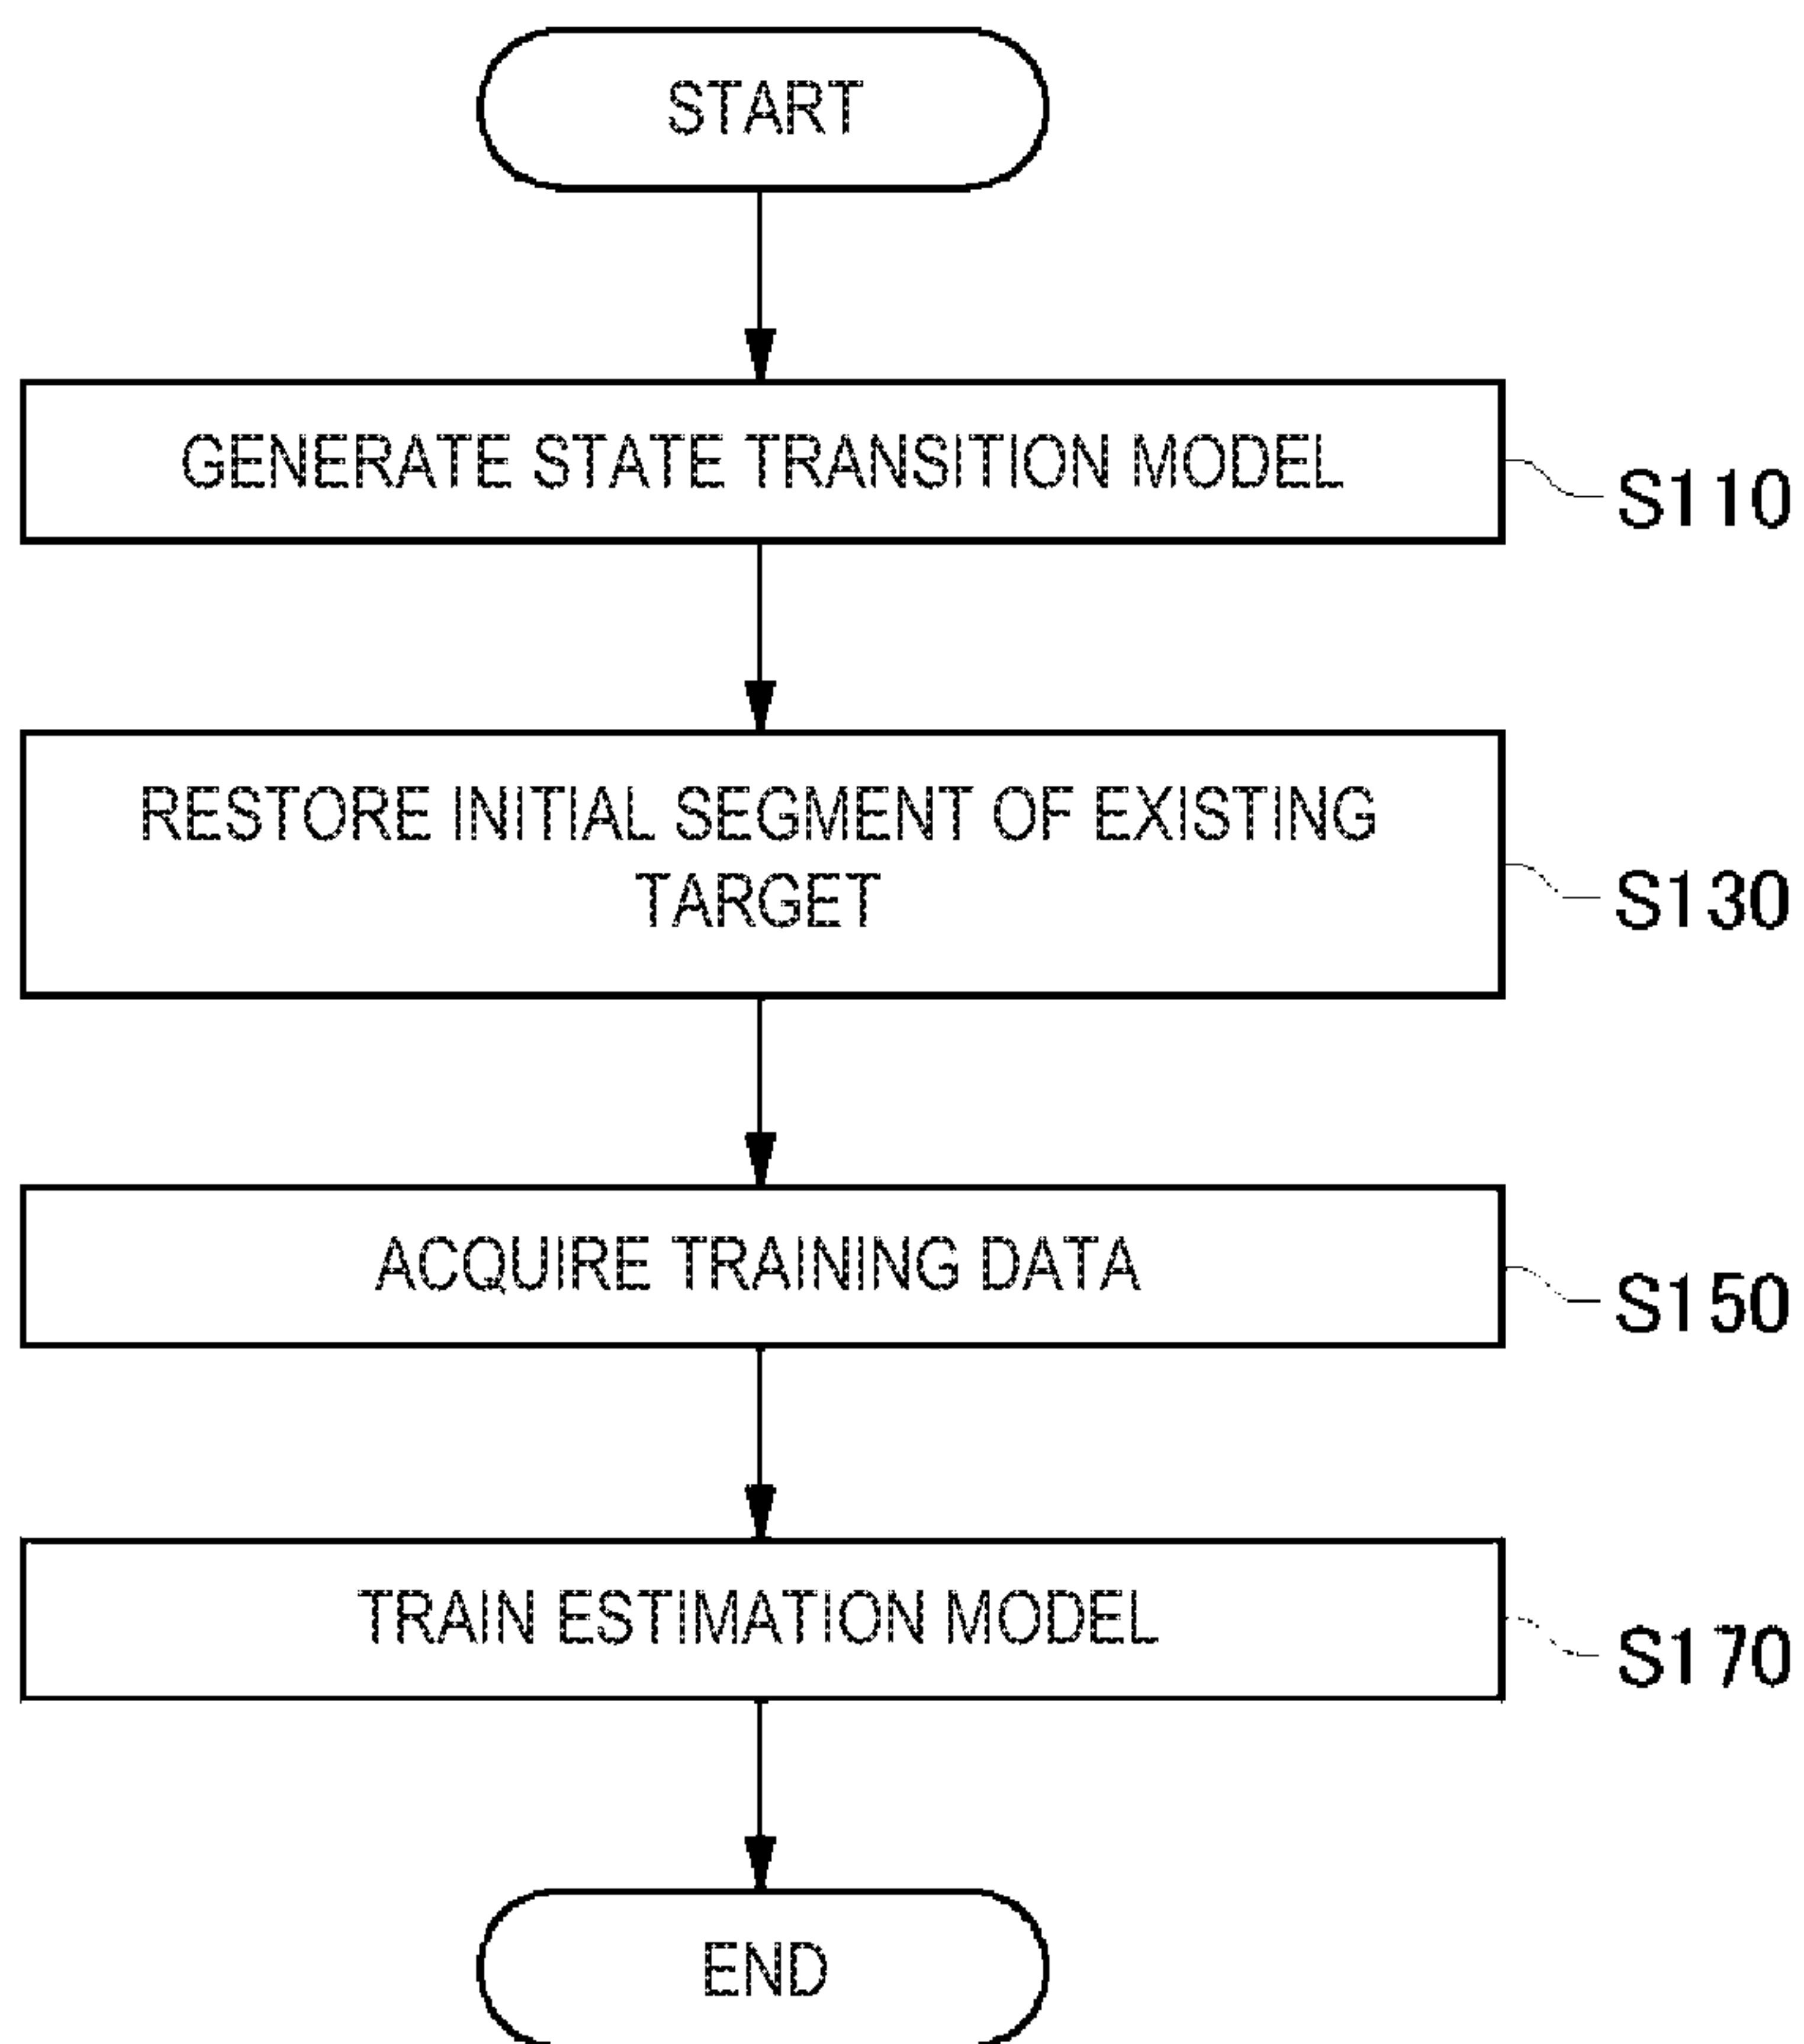 START
GENERATE STATE TRANSITION MODEL
S110
RESTORE INITIAL SEGMENT OF EXISTING
TARGET
S130
ACQUIRE TRAINING DATA
S150
TRAIN ESTIMATION MODEL
S170
END